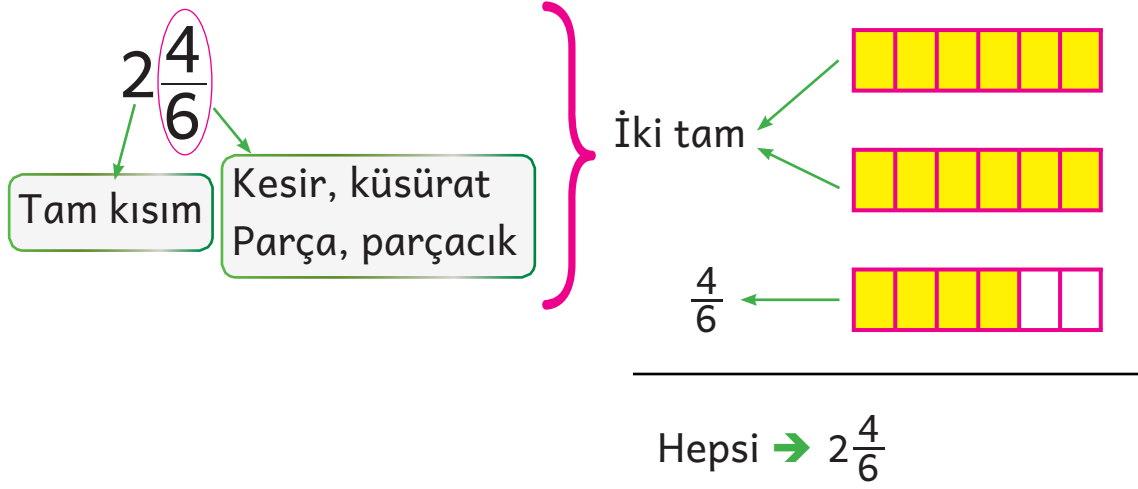 2 4/6
Tam kısım
Kesir, küsürat
Parça, parçacık
İki tam
4/6
Hepsi ➔ 2 4/6